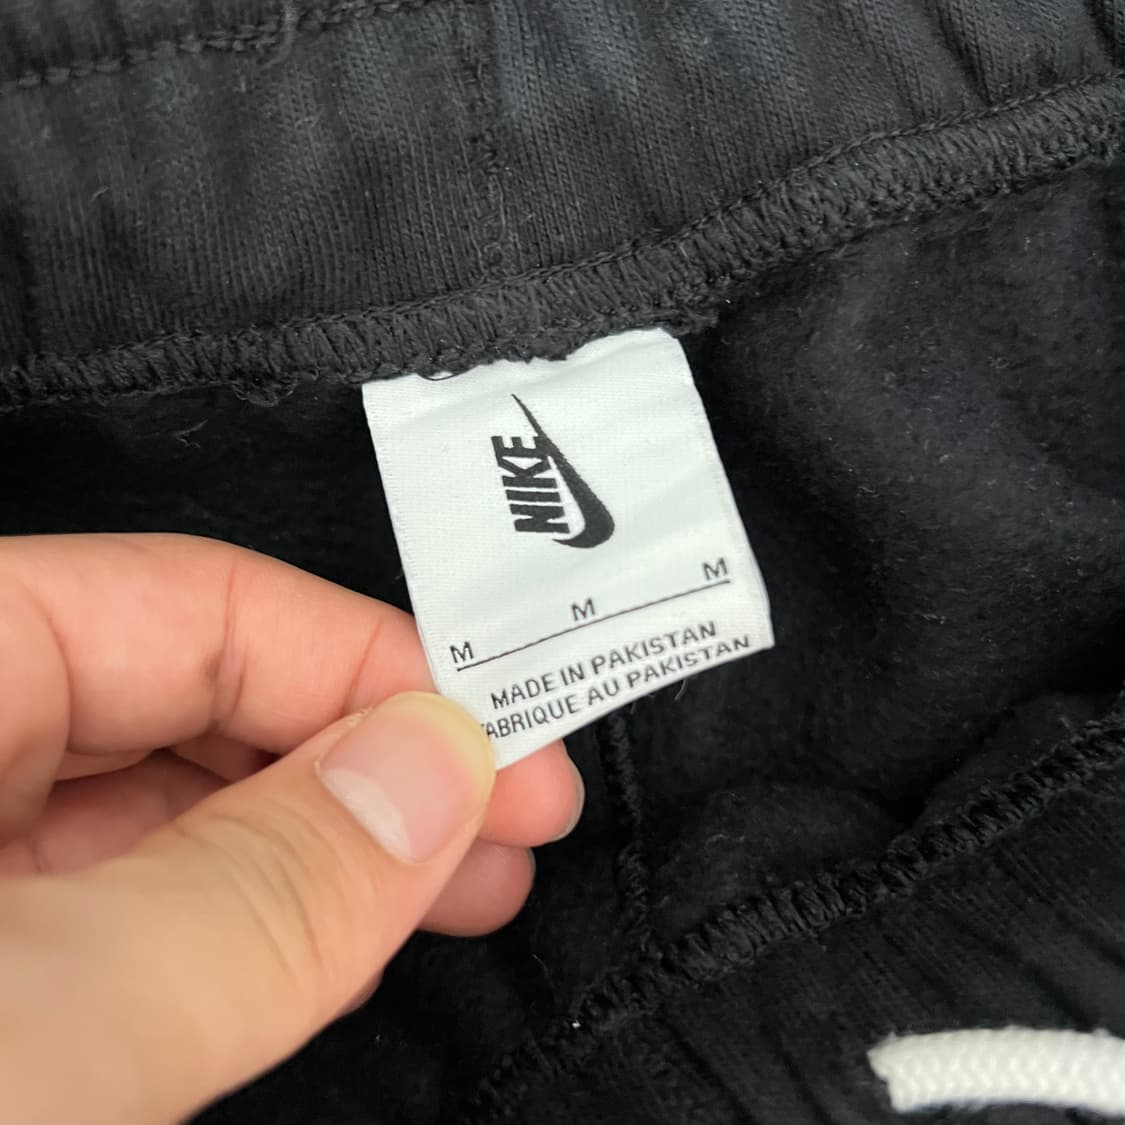 NIKE
M M M
MADE IN PAKISTAN
FABRIQUE AU PAKISTAN